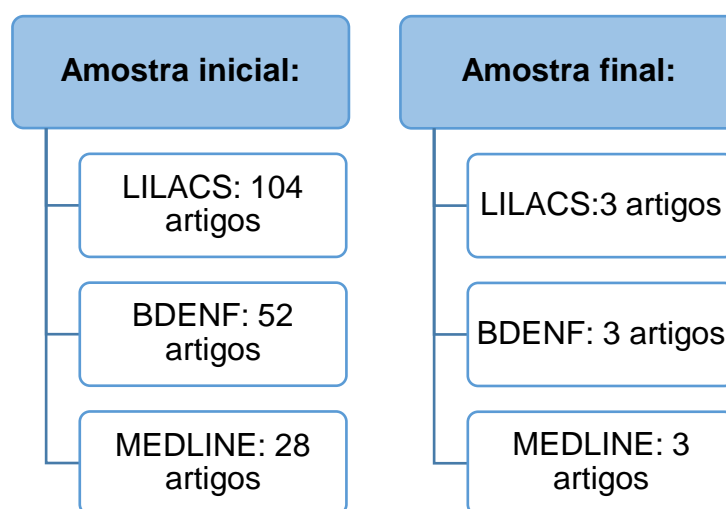 Amostra inicial:
LILACS: 104
artigos
BDENF: 52
artigos
MEDLINE: 28
artigos
Amostra final:
LILACS:3 artigos
BDENF: 3 artigos
MEDLINE: 3
artigos